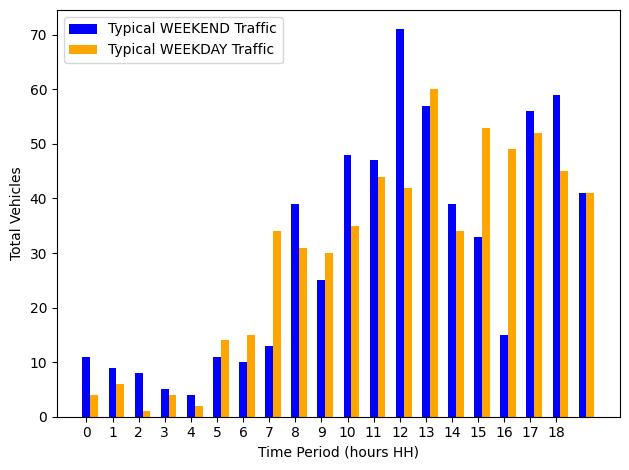 Typical WEEKEND Traffic
Typical WEEKDAY Traffic
Total Vehicles
70
60
50
40
30
20
10
0
0 1 2 3 4 5 6 7 8 9 10 11 12 13 14 15 16 17 18
Time Period (hours HH)